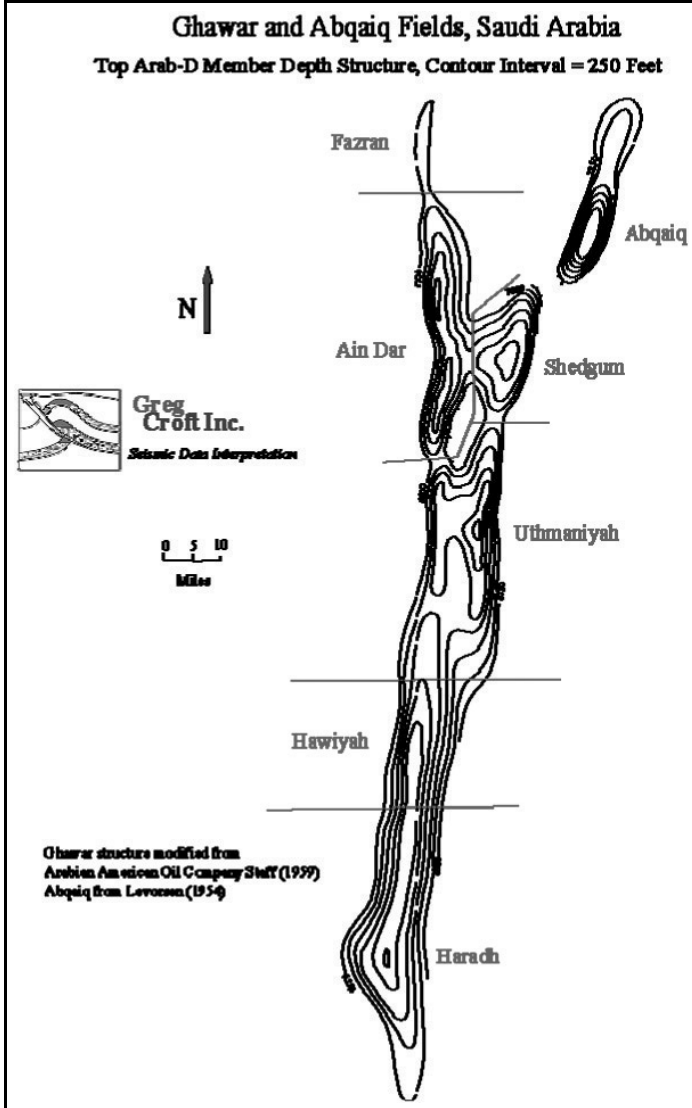 Ghawar and Abqaiq Fields, Saudi Arabia
Top Arab-D Member Depth Structure, Contour Interval = 250 Feet
Fazran
Abqaiq
N
Ain Dar
Shedgum
Greg
Croft Inc.
Seismic Data Interpretation
Uthmaniyah
0 5 10
Miles
Hawiyah
Ghawar structure modified from
Arabian American Oil Company Staff (1959)
Abqaiq from Levorsen (1954)
Haradh